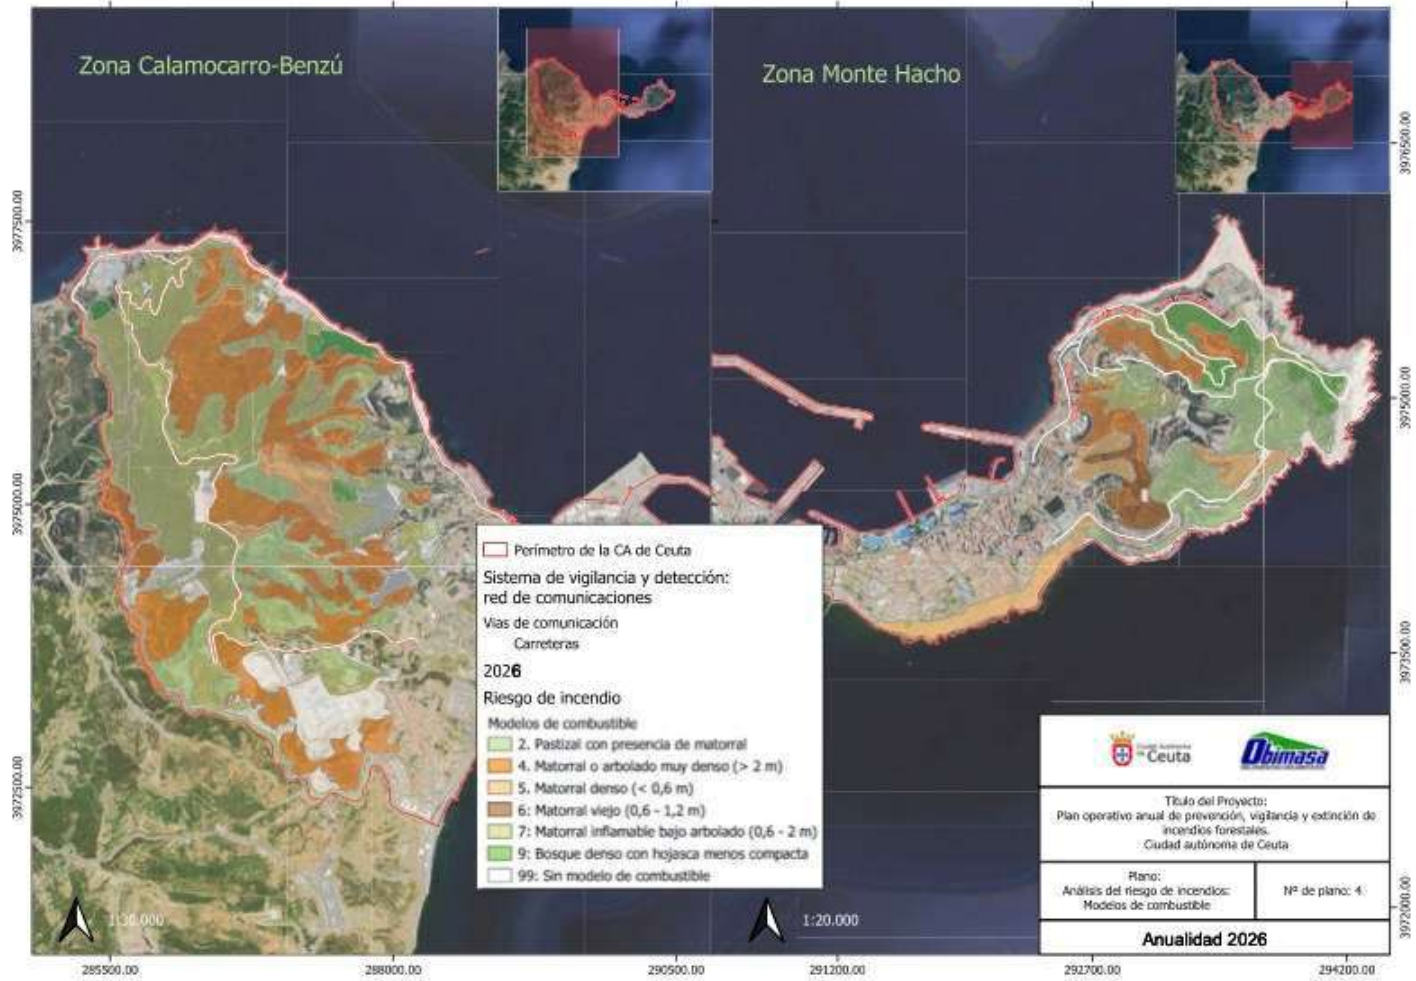 Zona Calamocarro-Benzú
Zona Monte Hacho
3977500.00
3975000.00
3972500.00
3976500.00
3975000.00
3973500.00
3972000.00
Perímetro de la CA de Ceuta
Sistema de vigilancia y detección:
red de comunicaciones
Vías de comunicación
Carreteras
2026
Riesgo de incendio
Modelos de combustible
2. Pastizal con presencia de matorral
4. Matorral o arbolado muy denso (> 2 m)
5. Matorral denso (< 0,6 m)
6: Matorral viejo (0,6 - 1,2 m)
7: Matorral inflamable bajo arbolado (0,6 - 2 m)
9: Bosque denso con hojasca menos compacta
99: Sin modelo de combustible
1:30.000
1:20.000
Ciudad Autónoma
de Ceuta
Obimasa
Título del Proyecto:
Plan operativo anual de prevención, vigilancia y extinción de
incendios forestales.
Ciudad autónoma de Ceuta
Plano:
Análisis del riesgo de incendios:
Modelos de combustible
Nº de plano: 4
Anualidad 2026
285500.00
288000.00
290500.00
291200.00
292700.00
294200.00